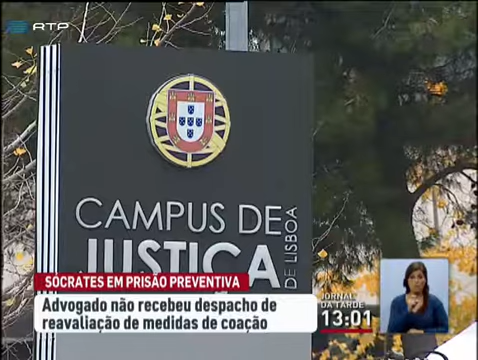 RTP
CAMPUS DE
JUSTIÇA
DE LISBOA
SÓCRATES EM PRISÃO PREVENTIVA
Advogado não recebeu despacho de
reavaliação de medidas de coação
JORNAL
DA TARDE
13:01